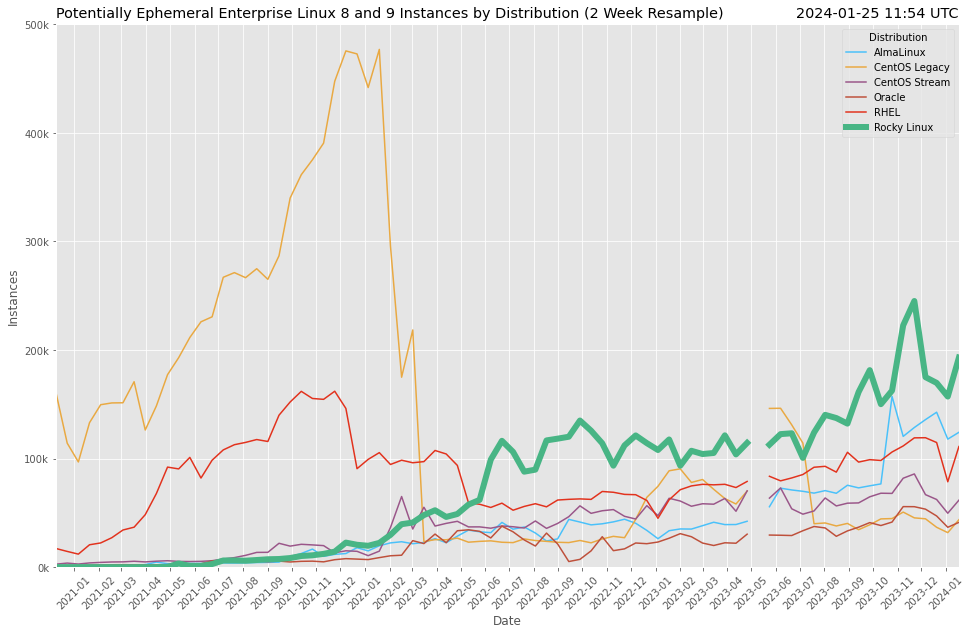 Potentially Ephemeral Enterprise Linux 8 and 9 Instances by Distribution (2 Week Resample) 2024-01-25 11:54 UTC
Distribution
AlmaLinux
CentOS Legacy
CentOS Stream
Oracle
RHEL
Rocky Linux
500k
400k
300k
200k
100k
0k
Instances
2021-01 2021-02 2021-03 2021-04 2021-05 2021-06 2021-07 2021-08 2021-09 2021-10 2021-11 2021-12 2022-01 2022-02 2022-03 2022-04 2022-05 2022-06 2022-07 2022-08 2022-09 2022-10 2022-11 2022-12 2023-01 2023-02 2023-03 2023-04 2023-05 2023-06 2023-07 2023-08 2023-09 2023-10 2023-11 2023-12 2024-01
Date